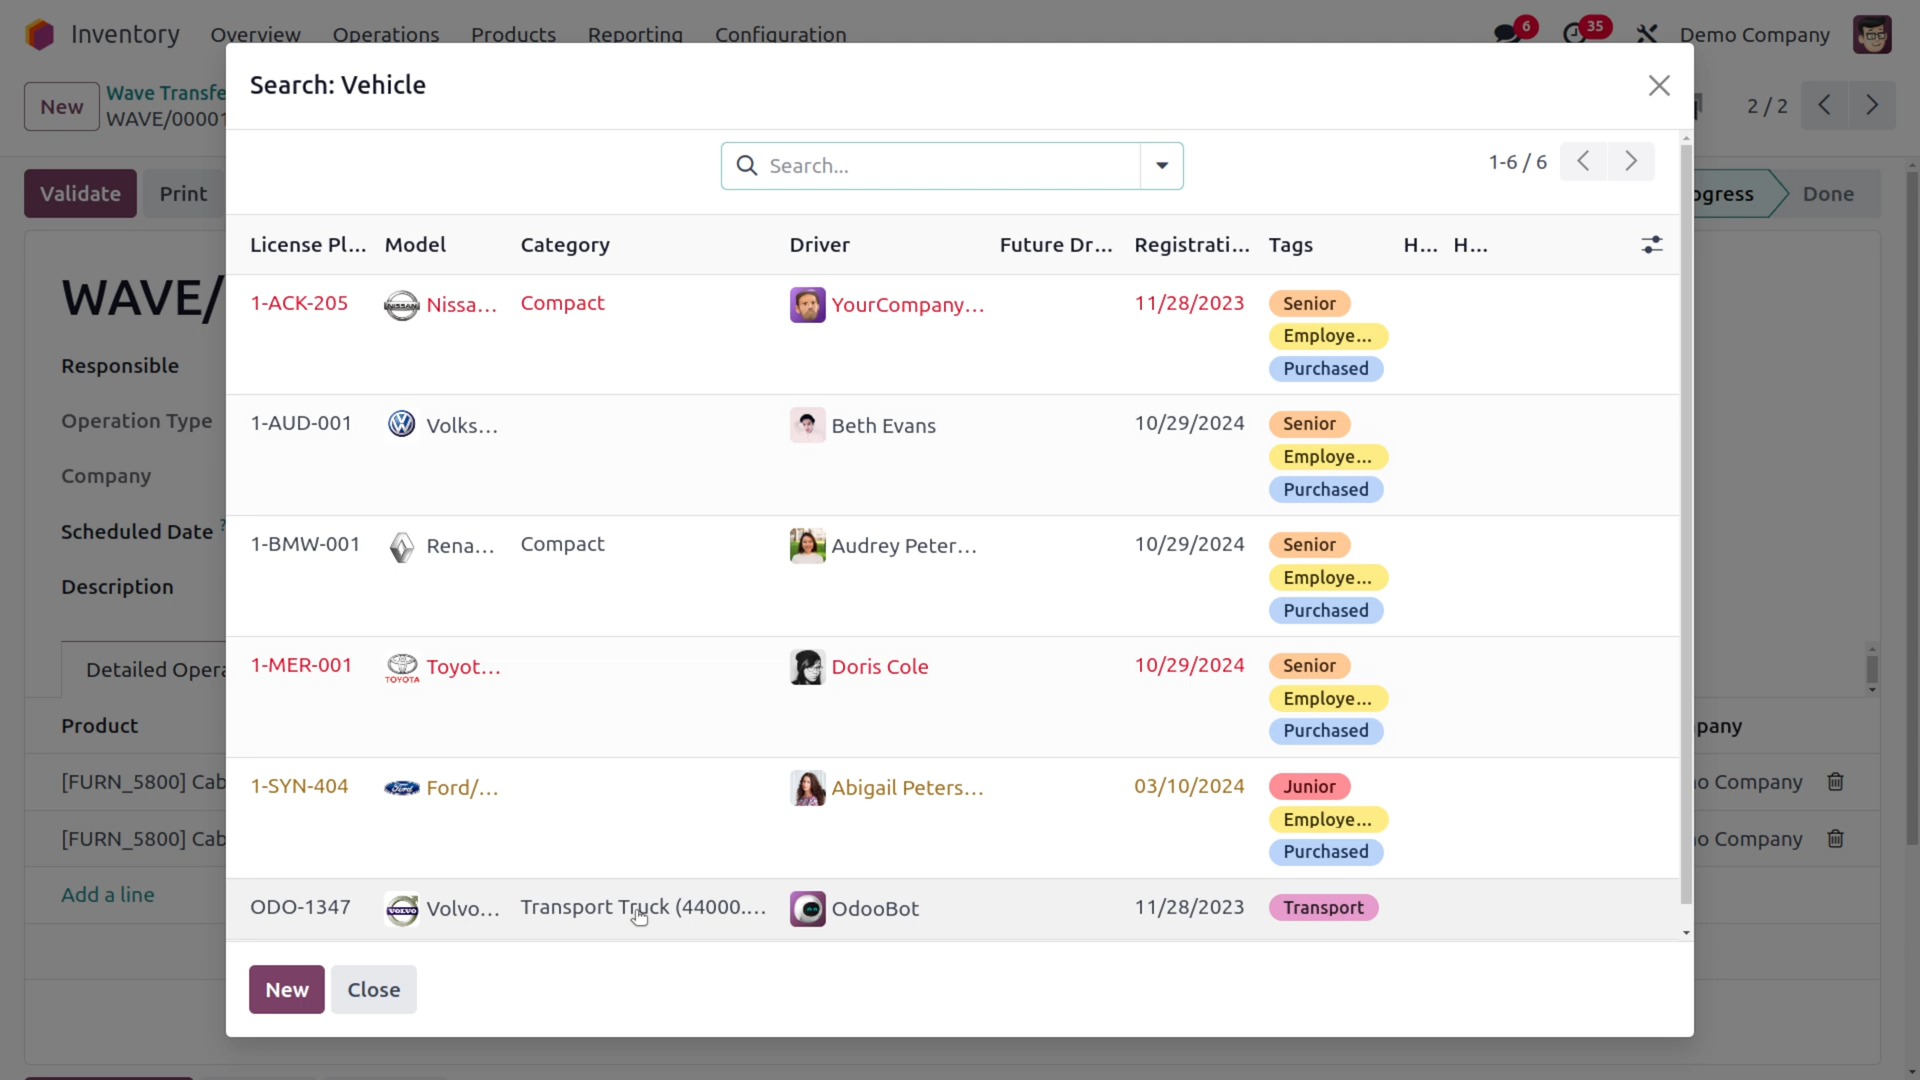 Inventory Overview Operations Products Reporting Configuration 6 35 Demo Company
New Wave Transfe 2 / 2
WAVE/0000
Search: Vehicle
Validate Print ogress Done
Search... 1-6 / 6
License Pl... Model Category Driver Future Dr... Registrati... Tags H... H...
WAVE/
1-ACK-205 NISSAN Nissa... Compact YourCompany... 11/28/2023 Senior
Employe...
Purchased
Responsible
1-AUD-001 Volks... Beth Evans 10/29/2024 Senior
Employe...
Purchased
Operation Type
Company
Scheduled Date ?
1-BMW-001 Rena... Compact Audrey Peter... 10/29/2024 Senior
Employe...
Purchased
Description
1-MER-001 TOYOTA Toyot... Doris Cole 10/29/2024 Senior
Employe...
Purchased
Detailed Opera
Product pany
[FURN_5800] Cab o Company
1-SYN-404 Ford Ford/... Abigail Peters... 03/10/2024 Junior
Employe...
Purchased
[FURN_5800] Cab o Company
Add a line
ODO-1347 VOLVO Volvo... Transport Truck (44000.... OdooBot 11/28/2023 Transport
New Close